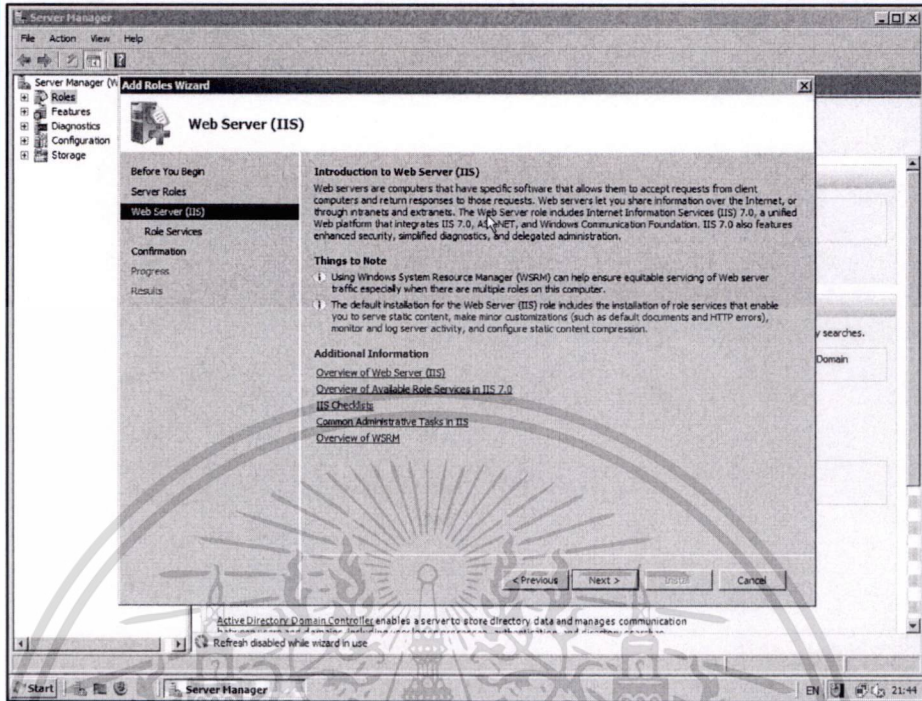 Server Manager
File Action View Help
Server Manager (W
Roles
Features
Diagnostics
Configuration
Storage
Add Roles Wizard
Web Server (IIS)
Before You Begin
Server Roles
Web Server (IIS)
Role Services
Confirmation
Progress
Results
Introduction to Web Server (IIS)
Web servers are computers that have specific software that allows them to accept requests from client
computers and return responses to those requests. Web servers let you share information over the Internet, or
through intranets and extranets. The Web Server role includes Internet Information Services (IIS) 7.0, a unified
Web platform that integrates IIS 7.0, ASP.NET, and Windows Communication Foundation. IIS 7.0 also features
enhanced security, simplified diagnostics, and delegated administration.
Things to Note
Using Windows System Resource Manager (WSRM) can help ensure equitable servicing of Web server
traffic especially when there are multiple roles on this computer.
The default installation for the Web Server (IIS) role includes the installation of role services that enable
you to serve static content, make minor customizations (such as default documents and HTTP errors),
monitor and log server activity, and configure static content compression.
Additional Information
Overview of Web Server (IIS)
Overview of Available Role Services in IIS 7.0
IIS Checklists
Common Administrative Tasks in IIS
Overview of WSRM
y searches.
Domain
< Previous Next > Install Cancel
Active Directory Domain Controller enables a server to store directory data and manages communication
Refresh disabled while wizard in use
Start Server Manager EN 21:44